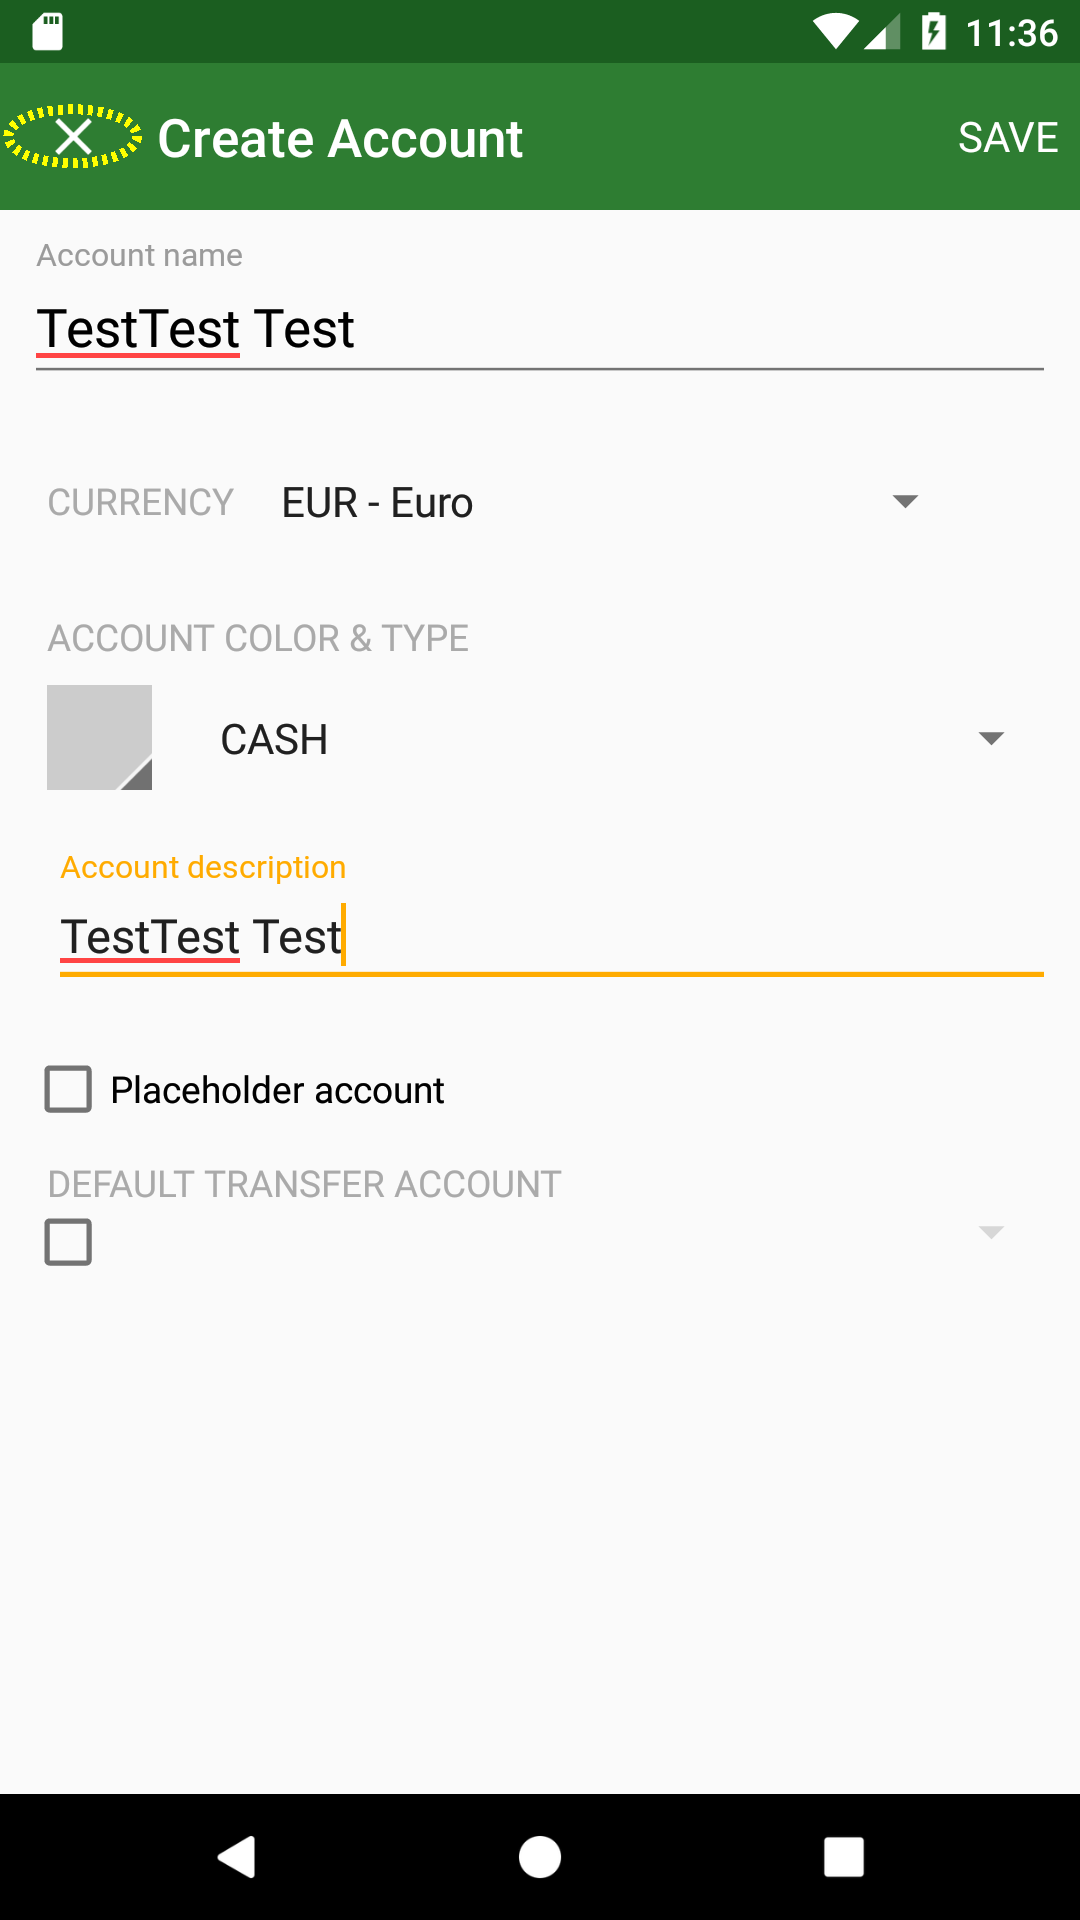 11:36
Create Account
SAVE
Account name
TestTest Test
CURRENCY
EUR - Euro
ACCOUNT COLOR & TYPE
CASH
Account description
TestTest Test
Placeholder account
DEFAULT TRANSFER ACCOUNT